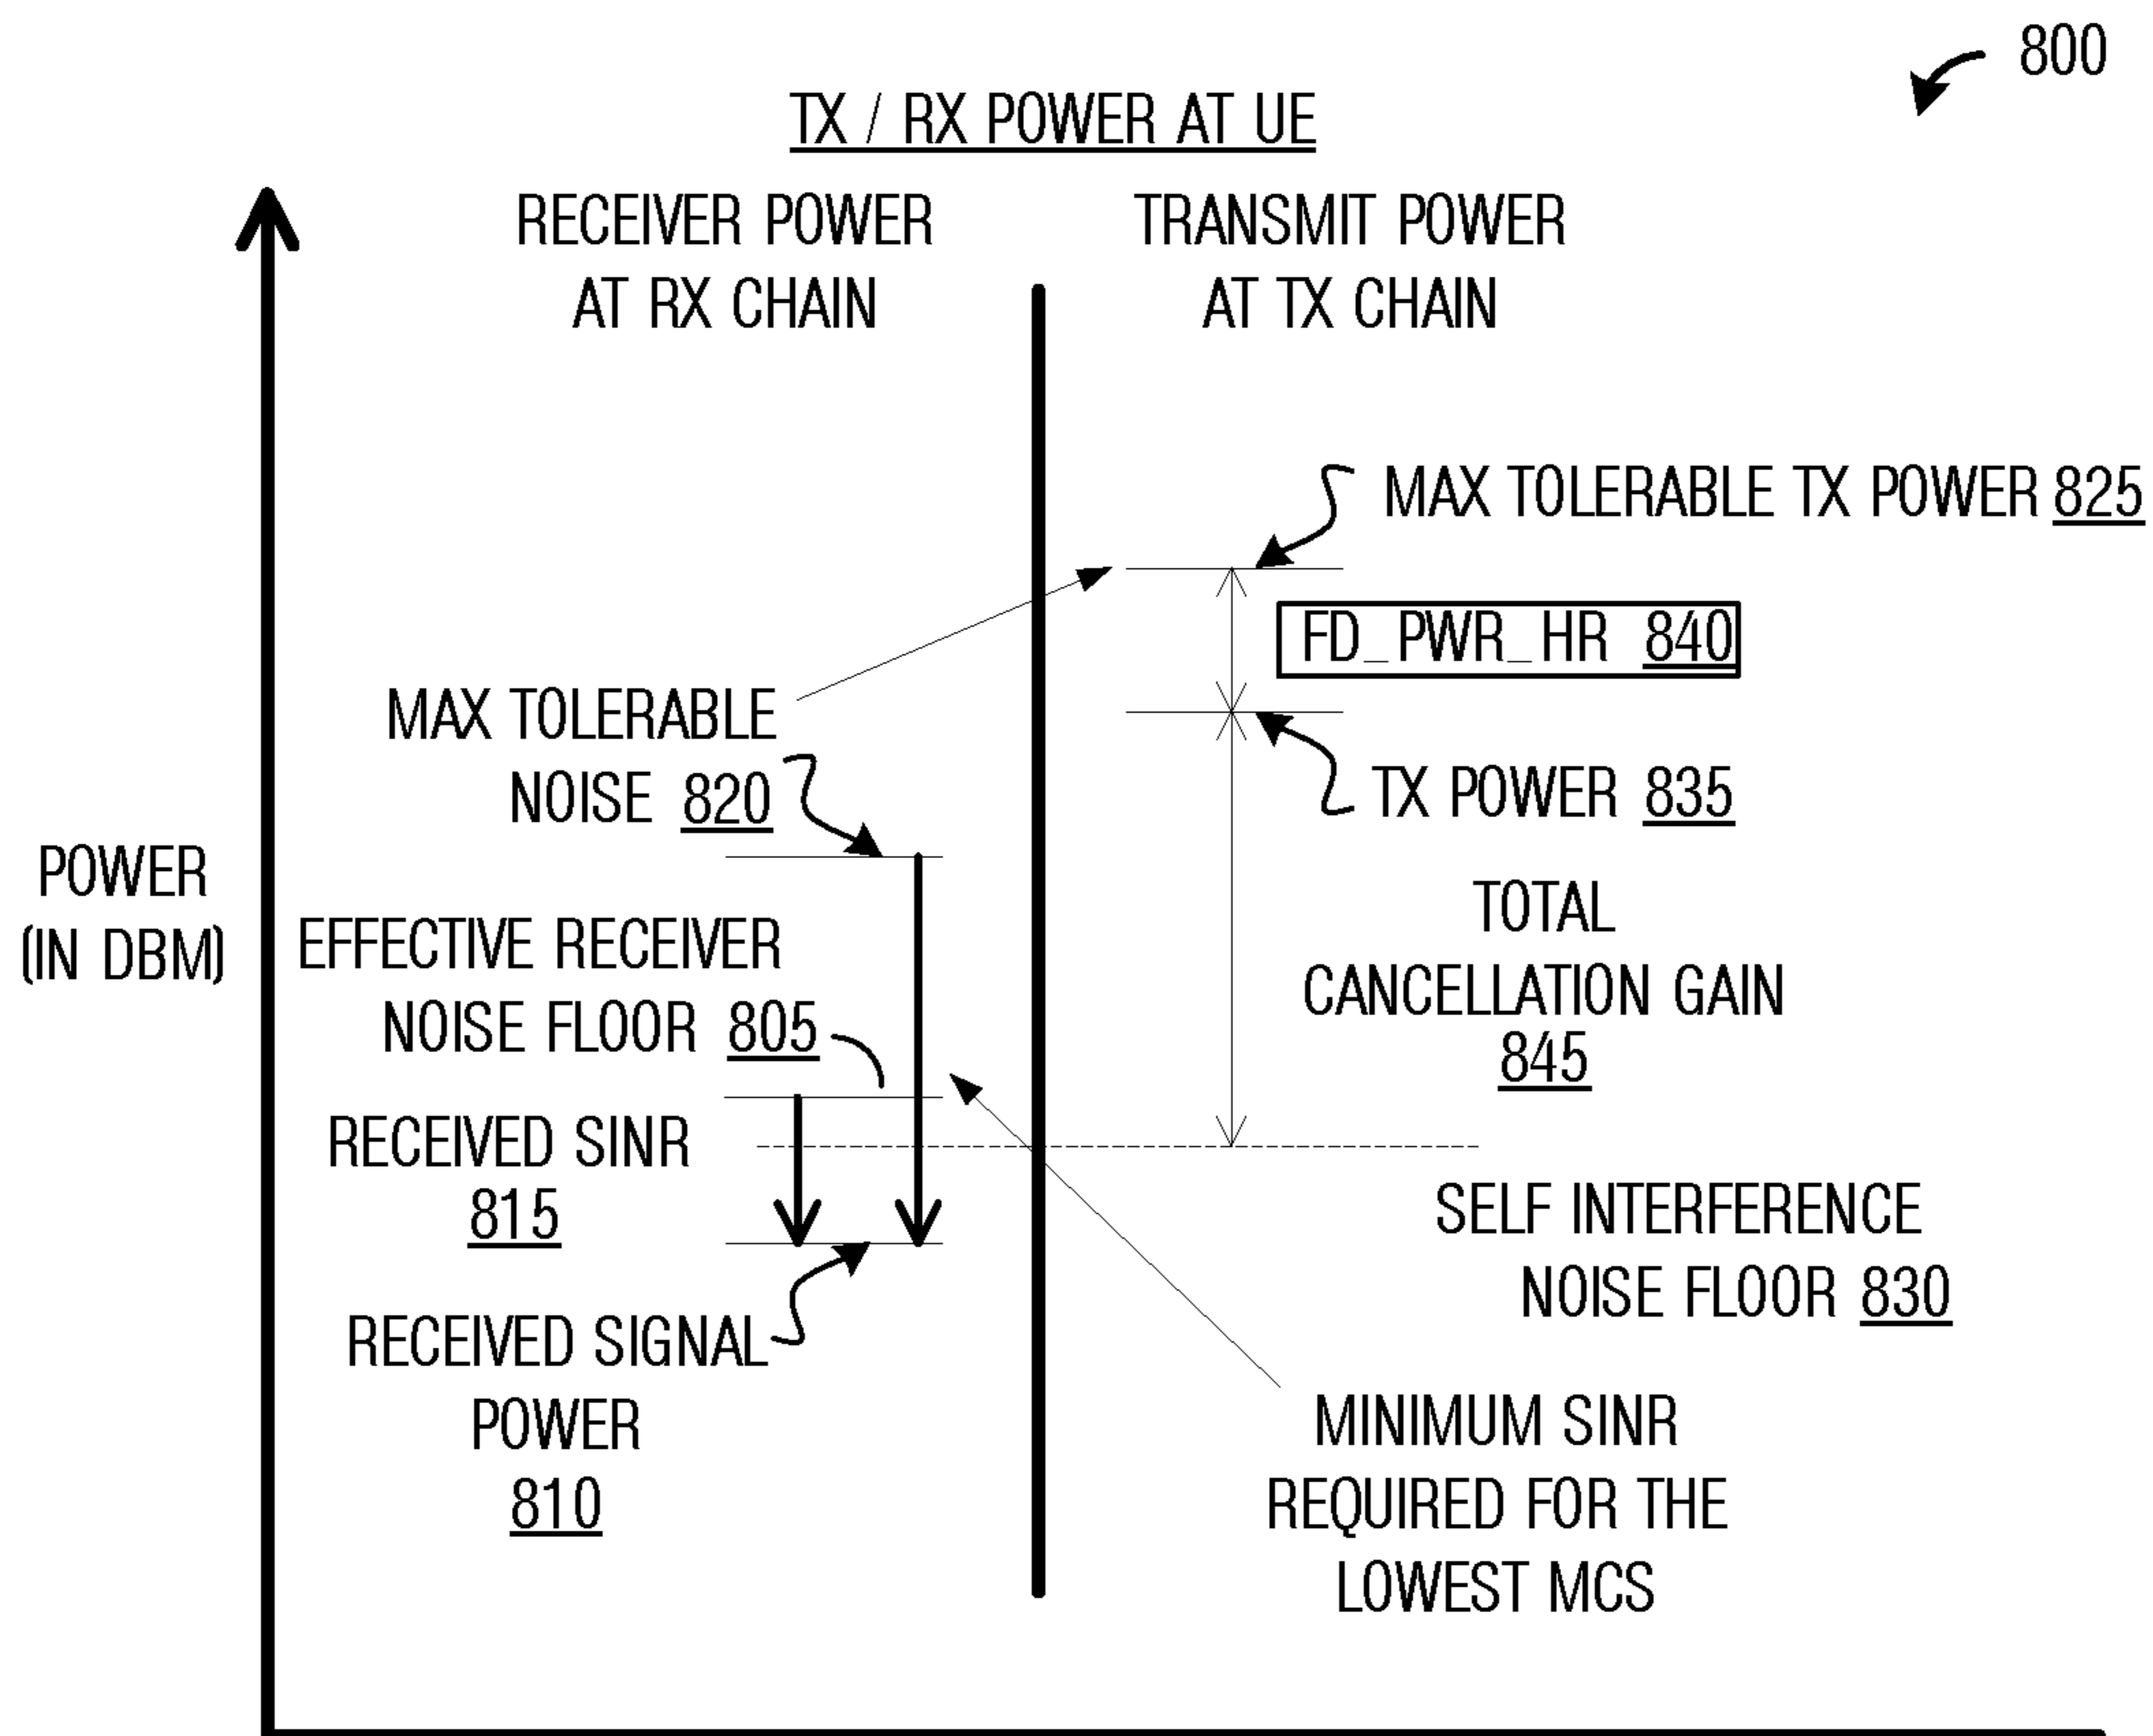 800
TX / RX POWER AT UE
RECEIVER POWER
AT RX CHAIN
TRANSMIT POWER
AT TX CHAIN
MAX TOLERABLE TX POWER 825
FD_PWR_HR 840
MAX TOLERABLE
NOISE 820
TX POWER 835
POWER
(IN DBM)
EFFECTIVE RECEIVER
NOISE FLOOR 805
TOTAL
CANCELLATION GAIN
845
RECEIVED SINR
815
SELF INTERFERENCE
NOISE FLOOR 830
RECEIVED SIGNAL
POWER
810
MINIMUM SINR
REQUIRED FOR THE
LOWEST MCS